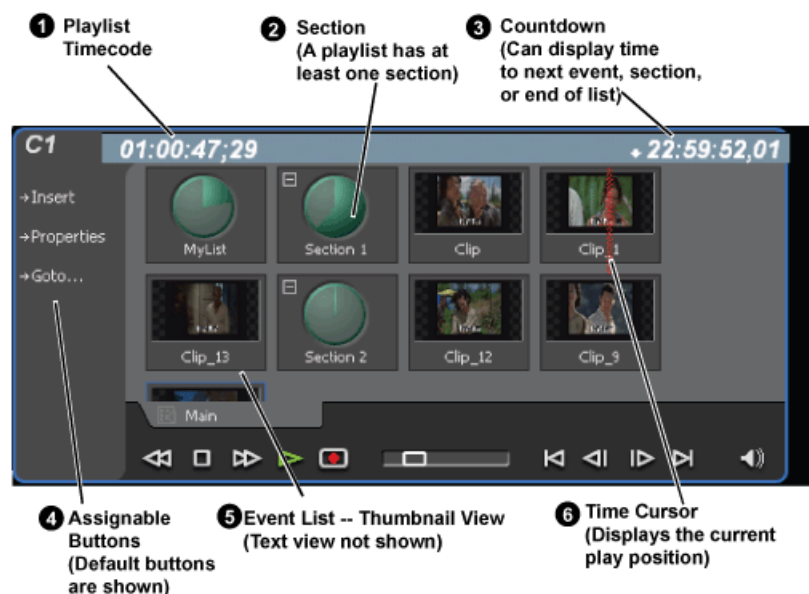 1 Playlist
Timecode
2 Section
(A playlist has at
least one section)
3 Countdown
(Can display time
to next event, section,
or end of list)
C1
01:00:47;29
22:59:52,01
→Insert
→Properties
→Goto...
MyList
Section 1
Clip
Clip_1
Clip_13
Section 2
Clip_12
Clip_9
Main
4 Assignable
Buttons
(Default buttons
are shown)
5 Event List -- Thumbnail View
(Text view not shown)
6 Time Cursor
(Displays the current
play position)